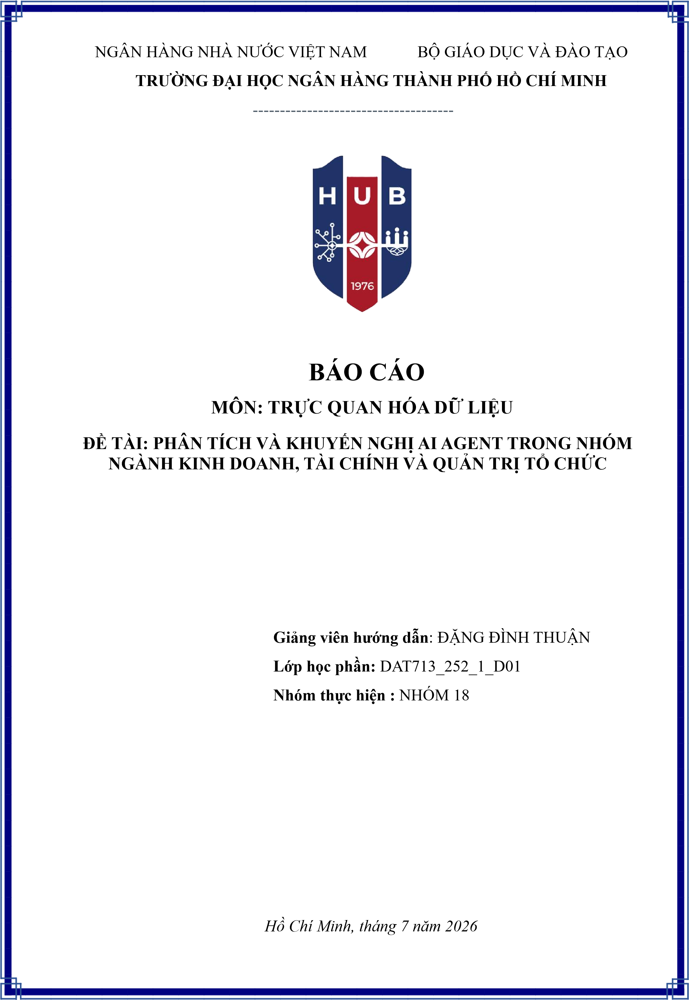 NGÂN HÀNG NHÀ NƯỚC VIỆT NAM BỘ GIÁO DỤC VÀ ĐÀO TẠO
TRƯỜNG ĐẠI HỌC NGÂN HÀNG THÀNH PHỐ HỒ CHÍ MINH
-------------------------------------
H U B
1976
BÁO CÁO
MÔN: TRỰC QUAN HÓA DỮ LIỆU
ĐỀ TÀI: PHÂN TÍCH VÀ KHUYẾN NGHỊ AI AGENT TRONG NHÓM
NGÀNH KINH DOANH, TÀI CHÍNH VÀ QUẢN TRỊ TỔ CHỨC
Giảng viên hướng dẫn: ĐẶNG ĐÌNH THUẬN
Lớp học phần: DAT713_252_1_D01
Nhóm thực hiện : NHÓM 18
Hồ Chí Minh, tháng 7 năm 2026